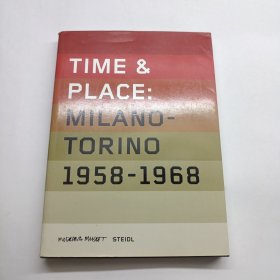 TIME &
PLACE:
MILANO-
TORINO
1958-1968
MODERNA MUSEET STEIDL